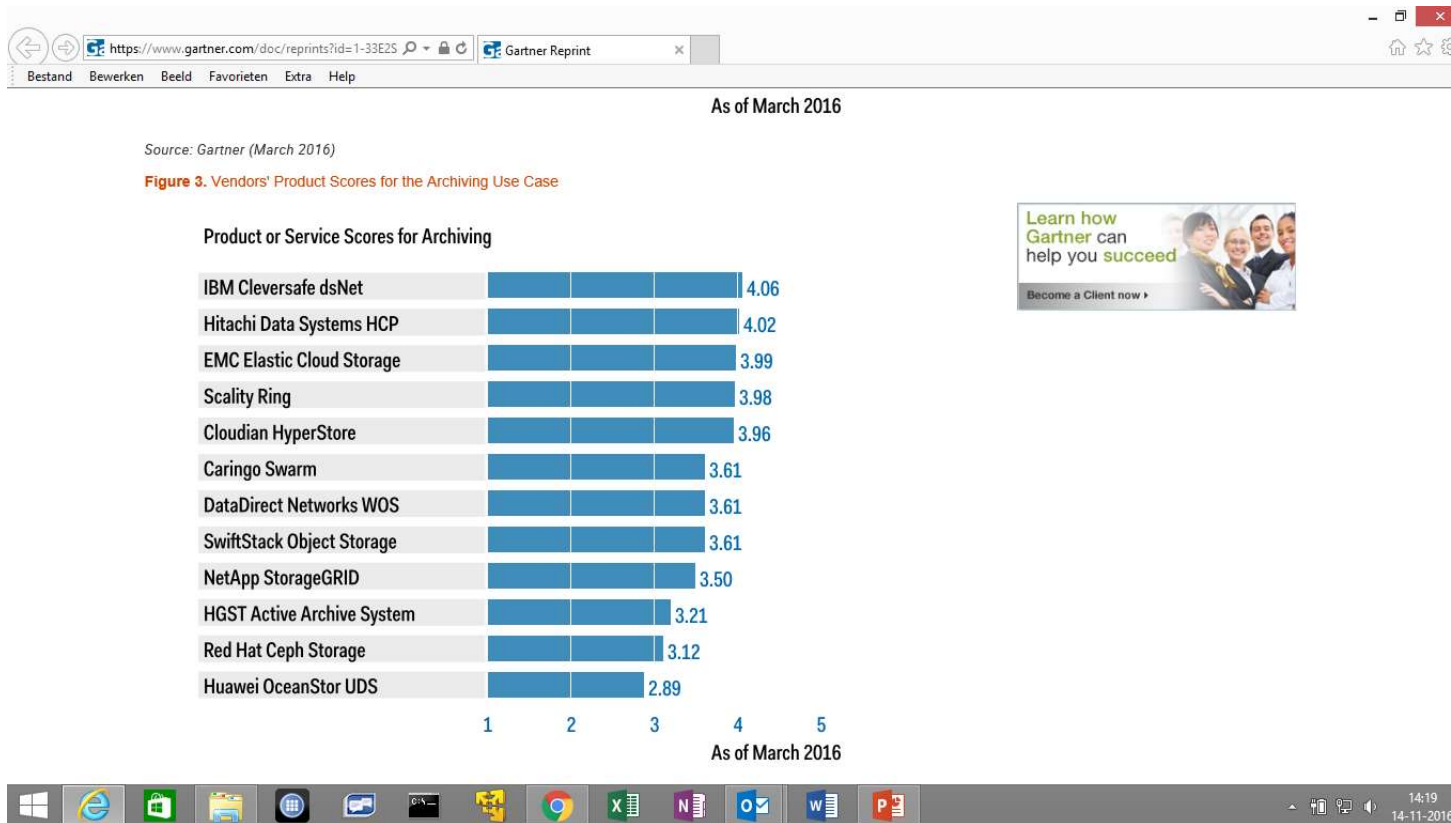 https://www.gartner.com/doc/reprints?id=1-33E2S
Gartner Reprint
Bestand Bewerken Beeld Favorieten Extra Help
As of March 2016
Source: Gartner (March 2016)
Figure 3. Vendors' Product Scores for the Archiving Use Case
Learn how
Gartner can
help you succeed
Become a Client now
Product or Service Scores for Archiving
IBM Cleversafe dsNet 4.06
Hitachi Data Systems HCP 4.02
EMC Elastic Cloud Storage 3.99
Scality Ring 3.98
Cloudian HyperStore 3.96
Caringo Swarm 3.61
DataDirect Networks WOS 3.61
SwiftStack Object Storage 3.61
NetApp StorageGRID 3.50
HGST Active Archive System 3.21
Red Hat Ceph Storage 3.12
Huawei OceanStor UDS 2.89
1 2 3 4 5
As of March 2016
14:19
14-11-2016